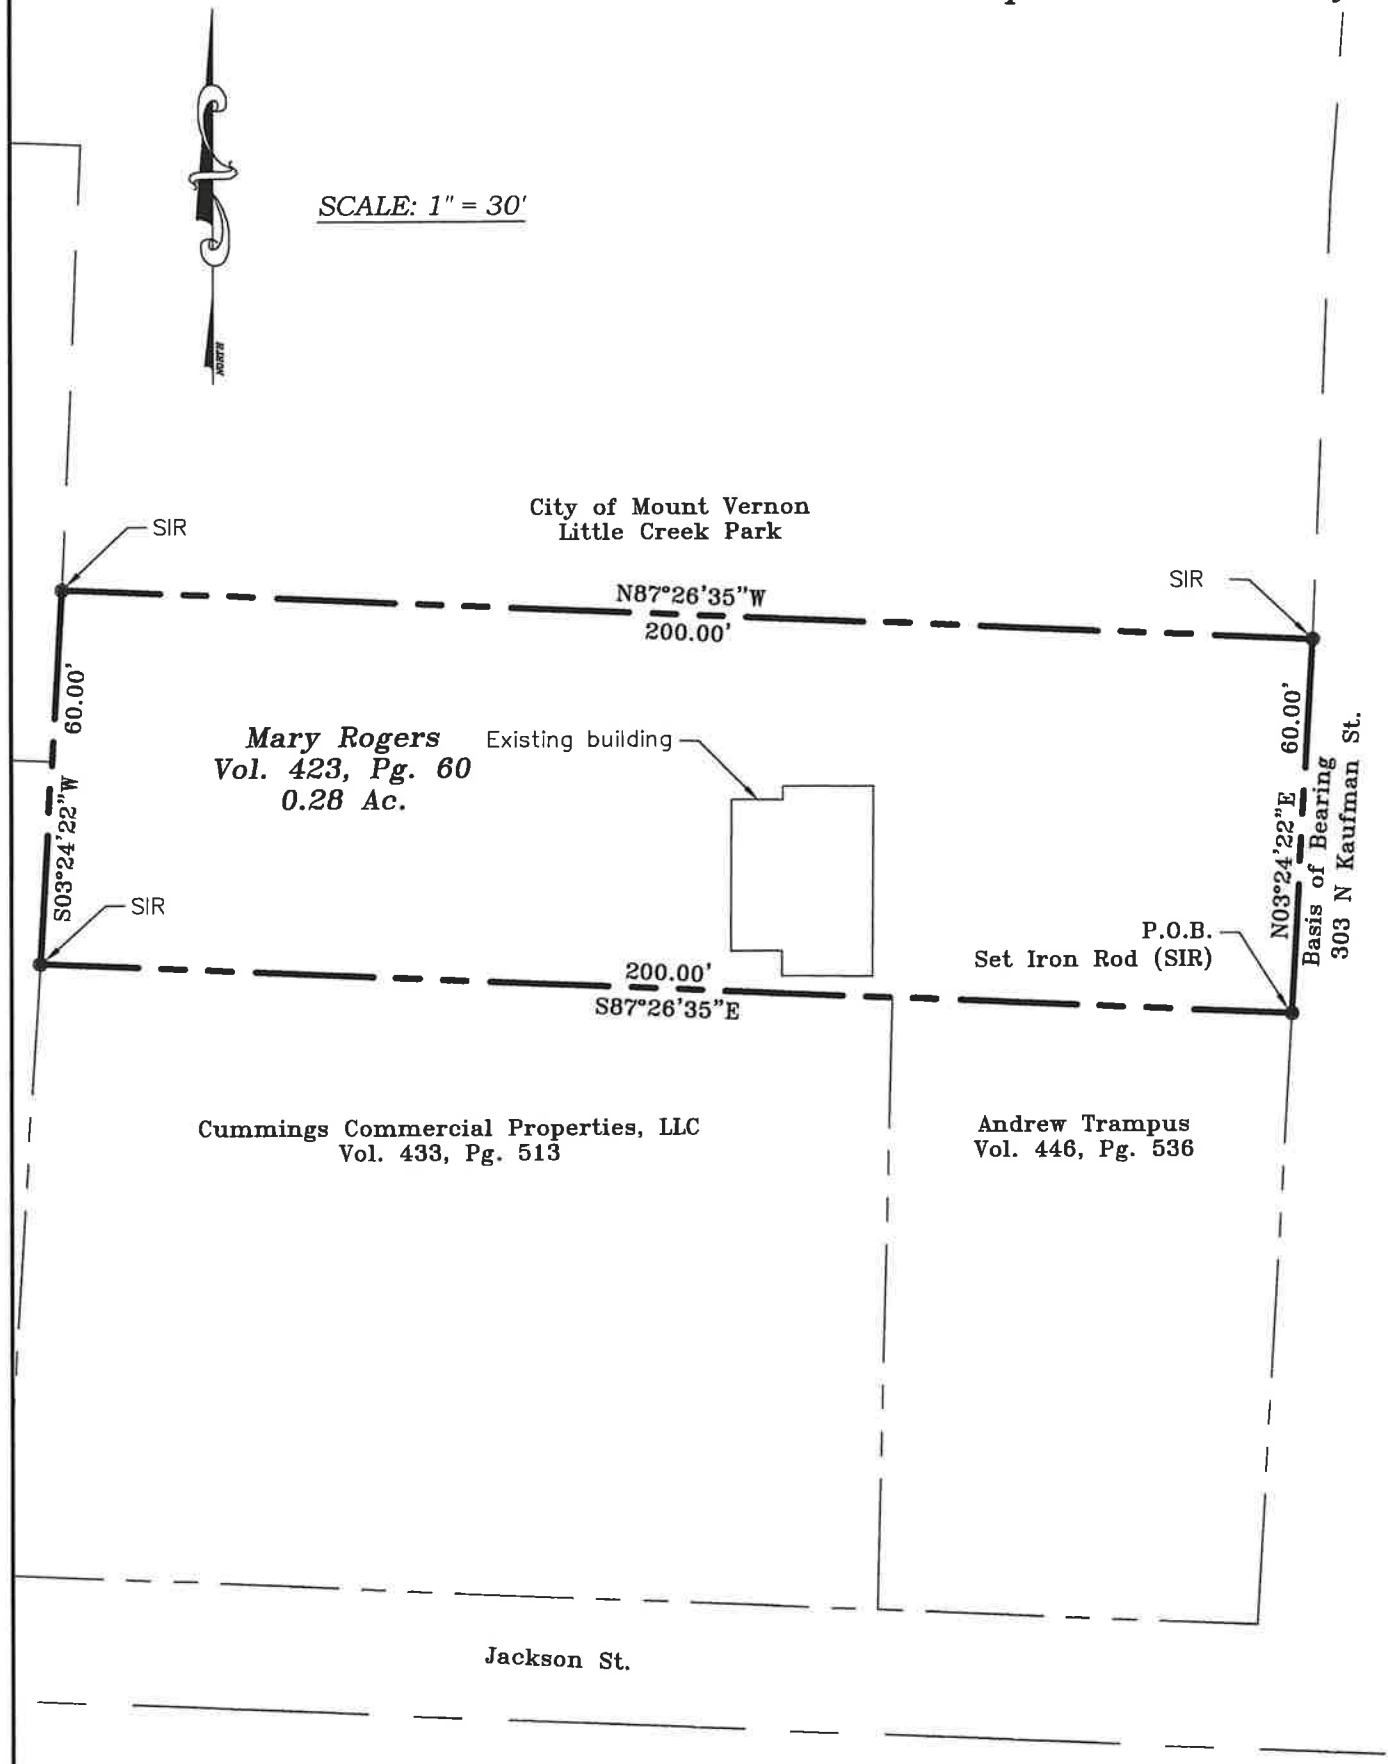 NORTH
SCALE: 1" = 30'
City of Mount Vernon
Little Creek Park
SIR
SIR
N87°26'35"W
200.00'
60.00'
S03°24'22"W
Mary Rogers
Vol. 423, Pg. 60
0.28 Ac.
Existing building
60.00'
N03°24'22"E
Basis of Bearing
303 N Kaufman St.
SIR
P.O.B.
Set Iron Rod (SIR)
200.00'
S87°26'35"E
Cummings Commercial Properties, LLC
Vol. 433, Pg. 513
Andrew Trampus
Vol. 446, Pg. 536
Jackson St.